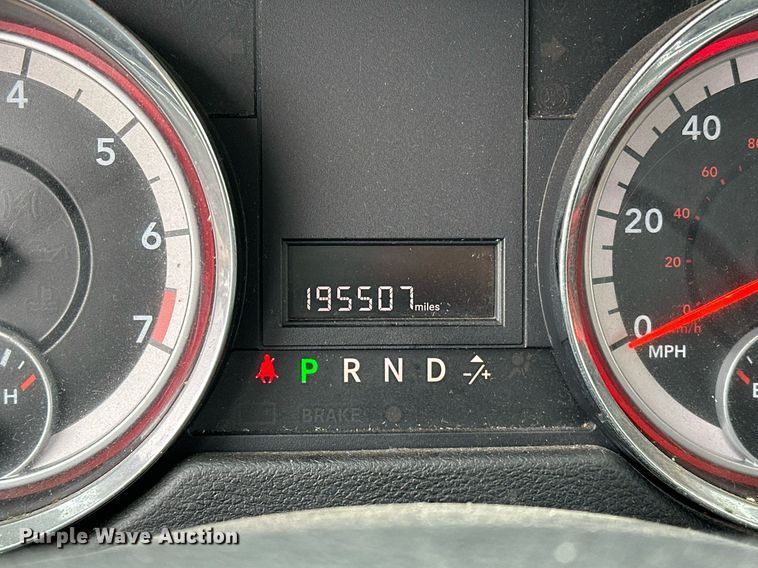 4
5
6
7
H
195507 miles
P R N D -/+
BRAKE
40
20
0
MPH
80
60
40
20
0
km/h
E
Purple Wave Auction